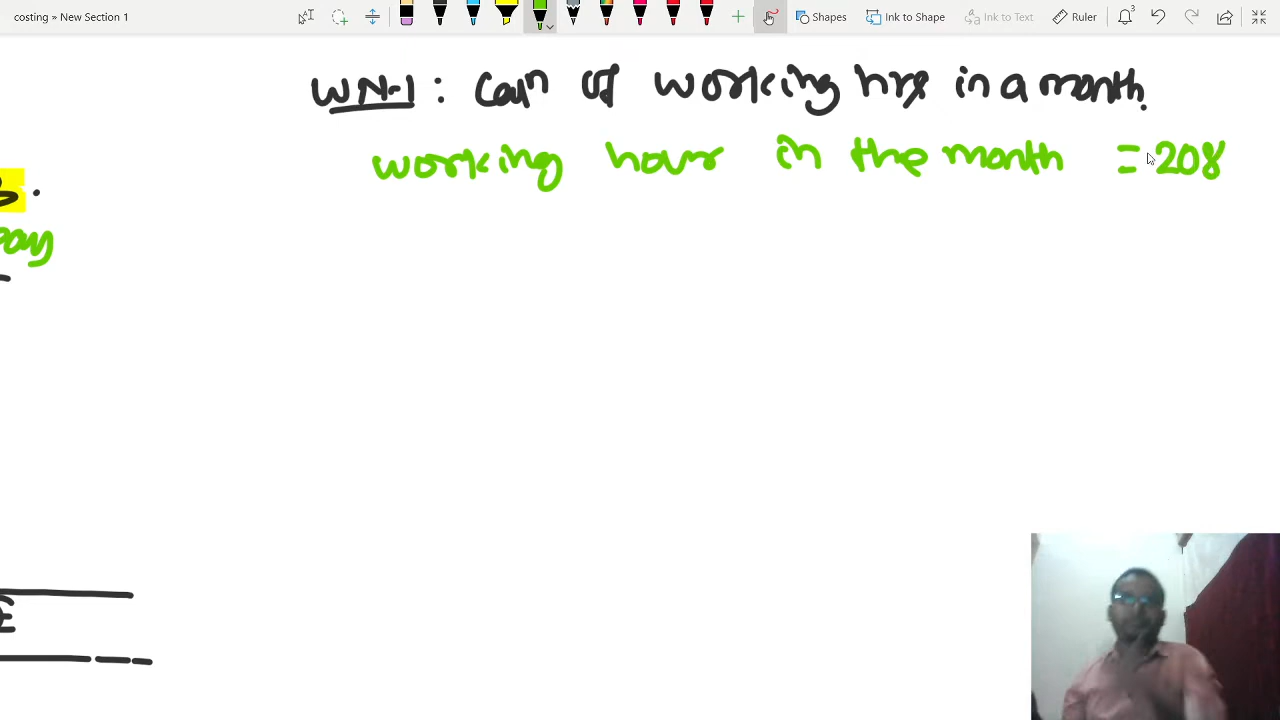 costing » New Section 1
Shapes
Ink to Shape
Ink to Text
Ruler
WN-1 : Calⁿ of working hrs in a month.
working hour in the month = 208
pay